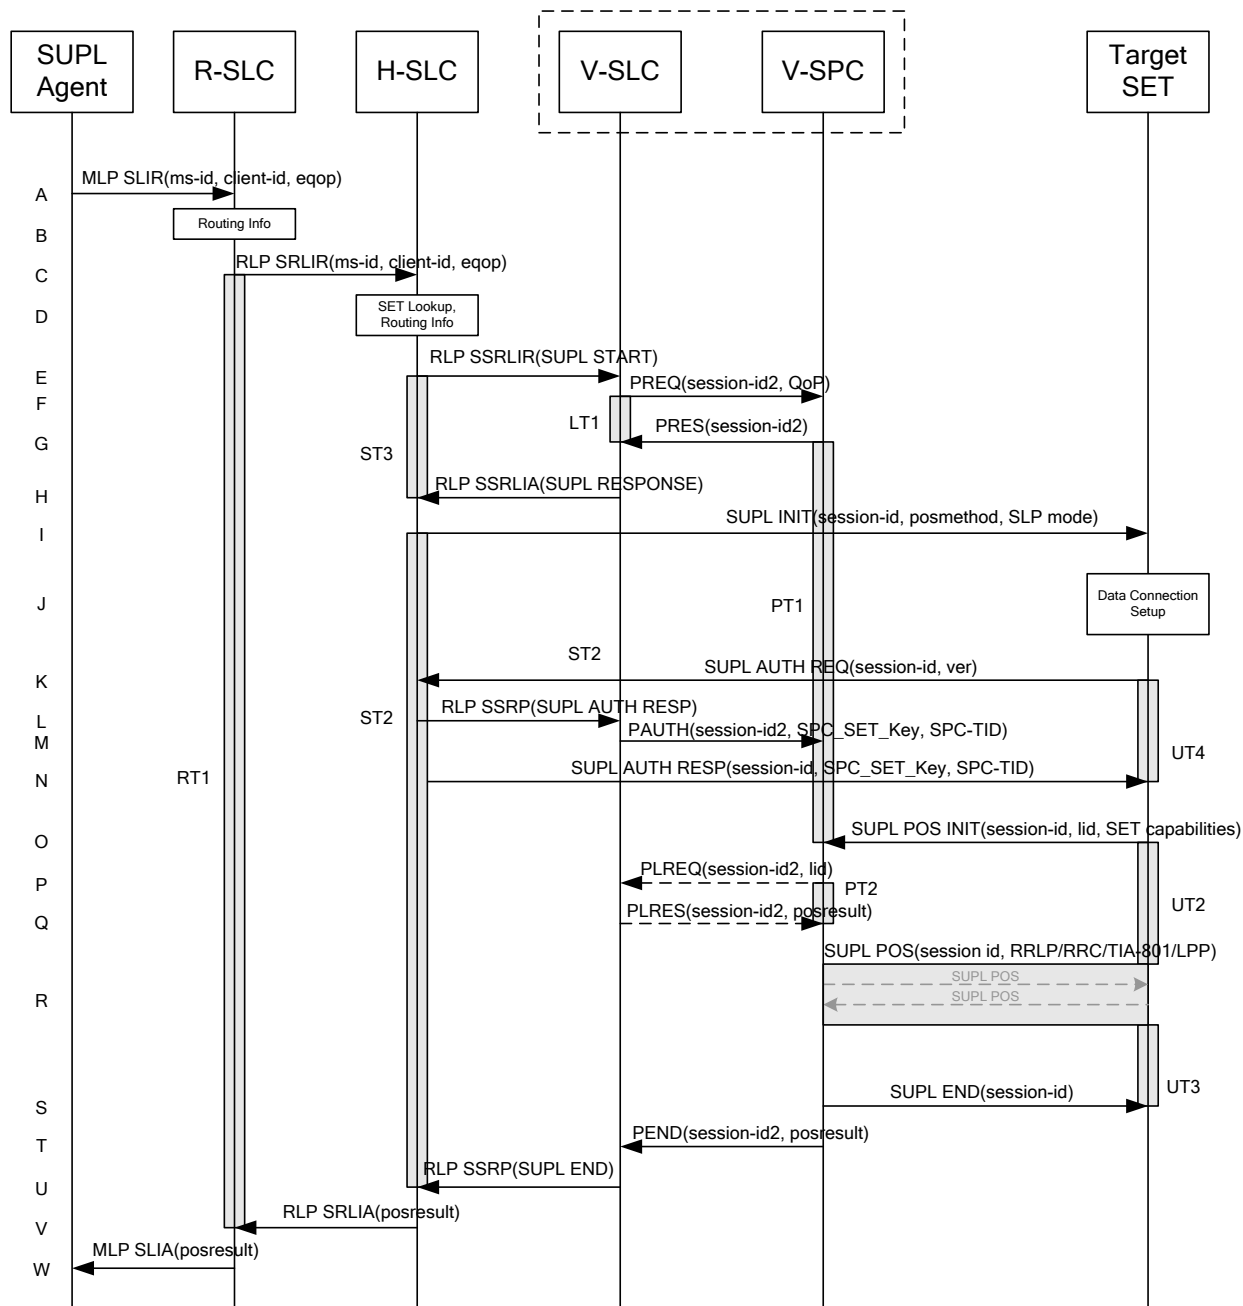 SUPL
Agent
R-SLC
H-SLC
V-SLC
V-SPC
Target
SET
A
MLP SLIR(ms-id, client-id, eqop)
B
Routing Info
C
RLP SRLIR(ms-id, client-id, eqop)
D
SET Lookup,
Routing Info
E
RLP SSRLIR(SUPL START)
F
PREQ(session-id2, QoP)
LT1
G
PRES(session-id2)
ST3
H
RLP SSRLIA(SUPL RESPONSE)
I
SUPL INIT(session-id, posmethod, SLP mode)
J
PT1
Data Connection
Setup
ST2
K
SUPL AUTH REQ(session-id, ver)
ST2
L
RLP SSRP(SUPL AUTH RESP)
M
PAUTH(session-id2, SPC_SET_Key, SPC-TID)
UT4
RT1
N
SUPL AUTH RESP(session-id, SPC_SET_Key, SPC-TID)
O
SUPL POS INIT(session-id, lid, SET capabilities)
P
PLREQ(session-id2, lid)
PT2
Q
PLRES(session-id2, posresult)
UT2
SUPL POS(session id, RRLP/RRC/TIA-801/LPP)
SUPL POS
R
SUPL POS
UT3
S
SUPL END(session-id)
T
PEND(session-id2, posresult)
U
RLP SSRP(SUPL END)
V
RLP SRLIA(posresult)
W
MLP SLIA(posresult)